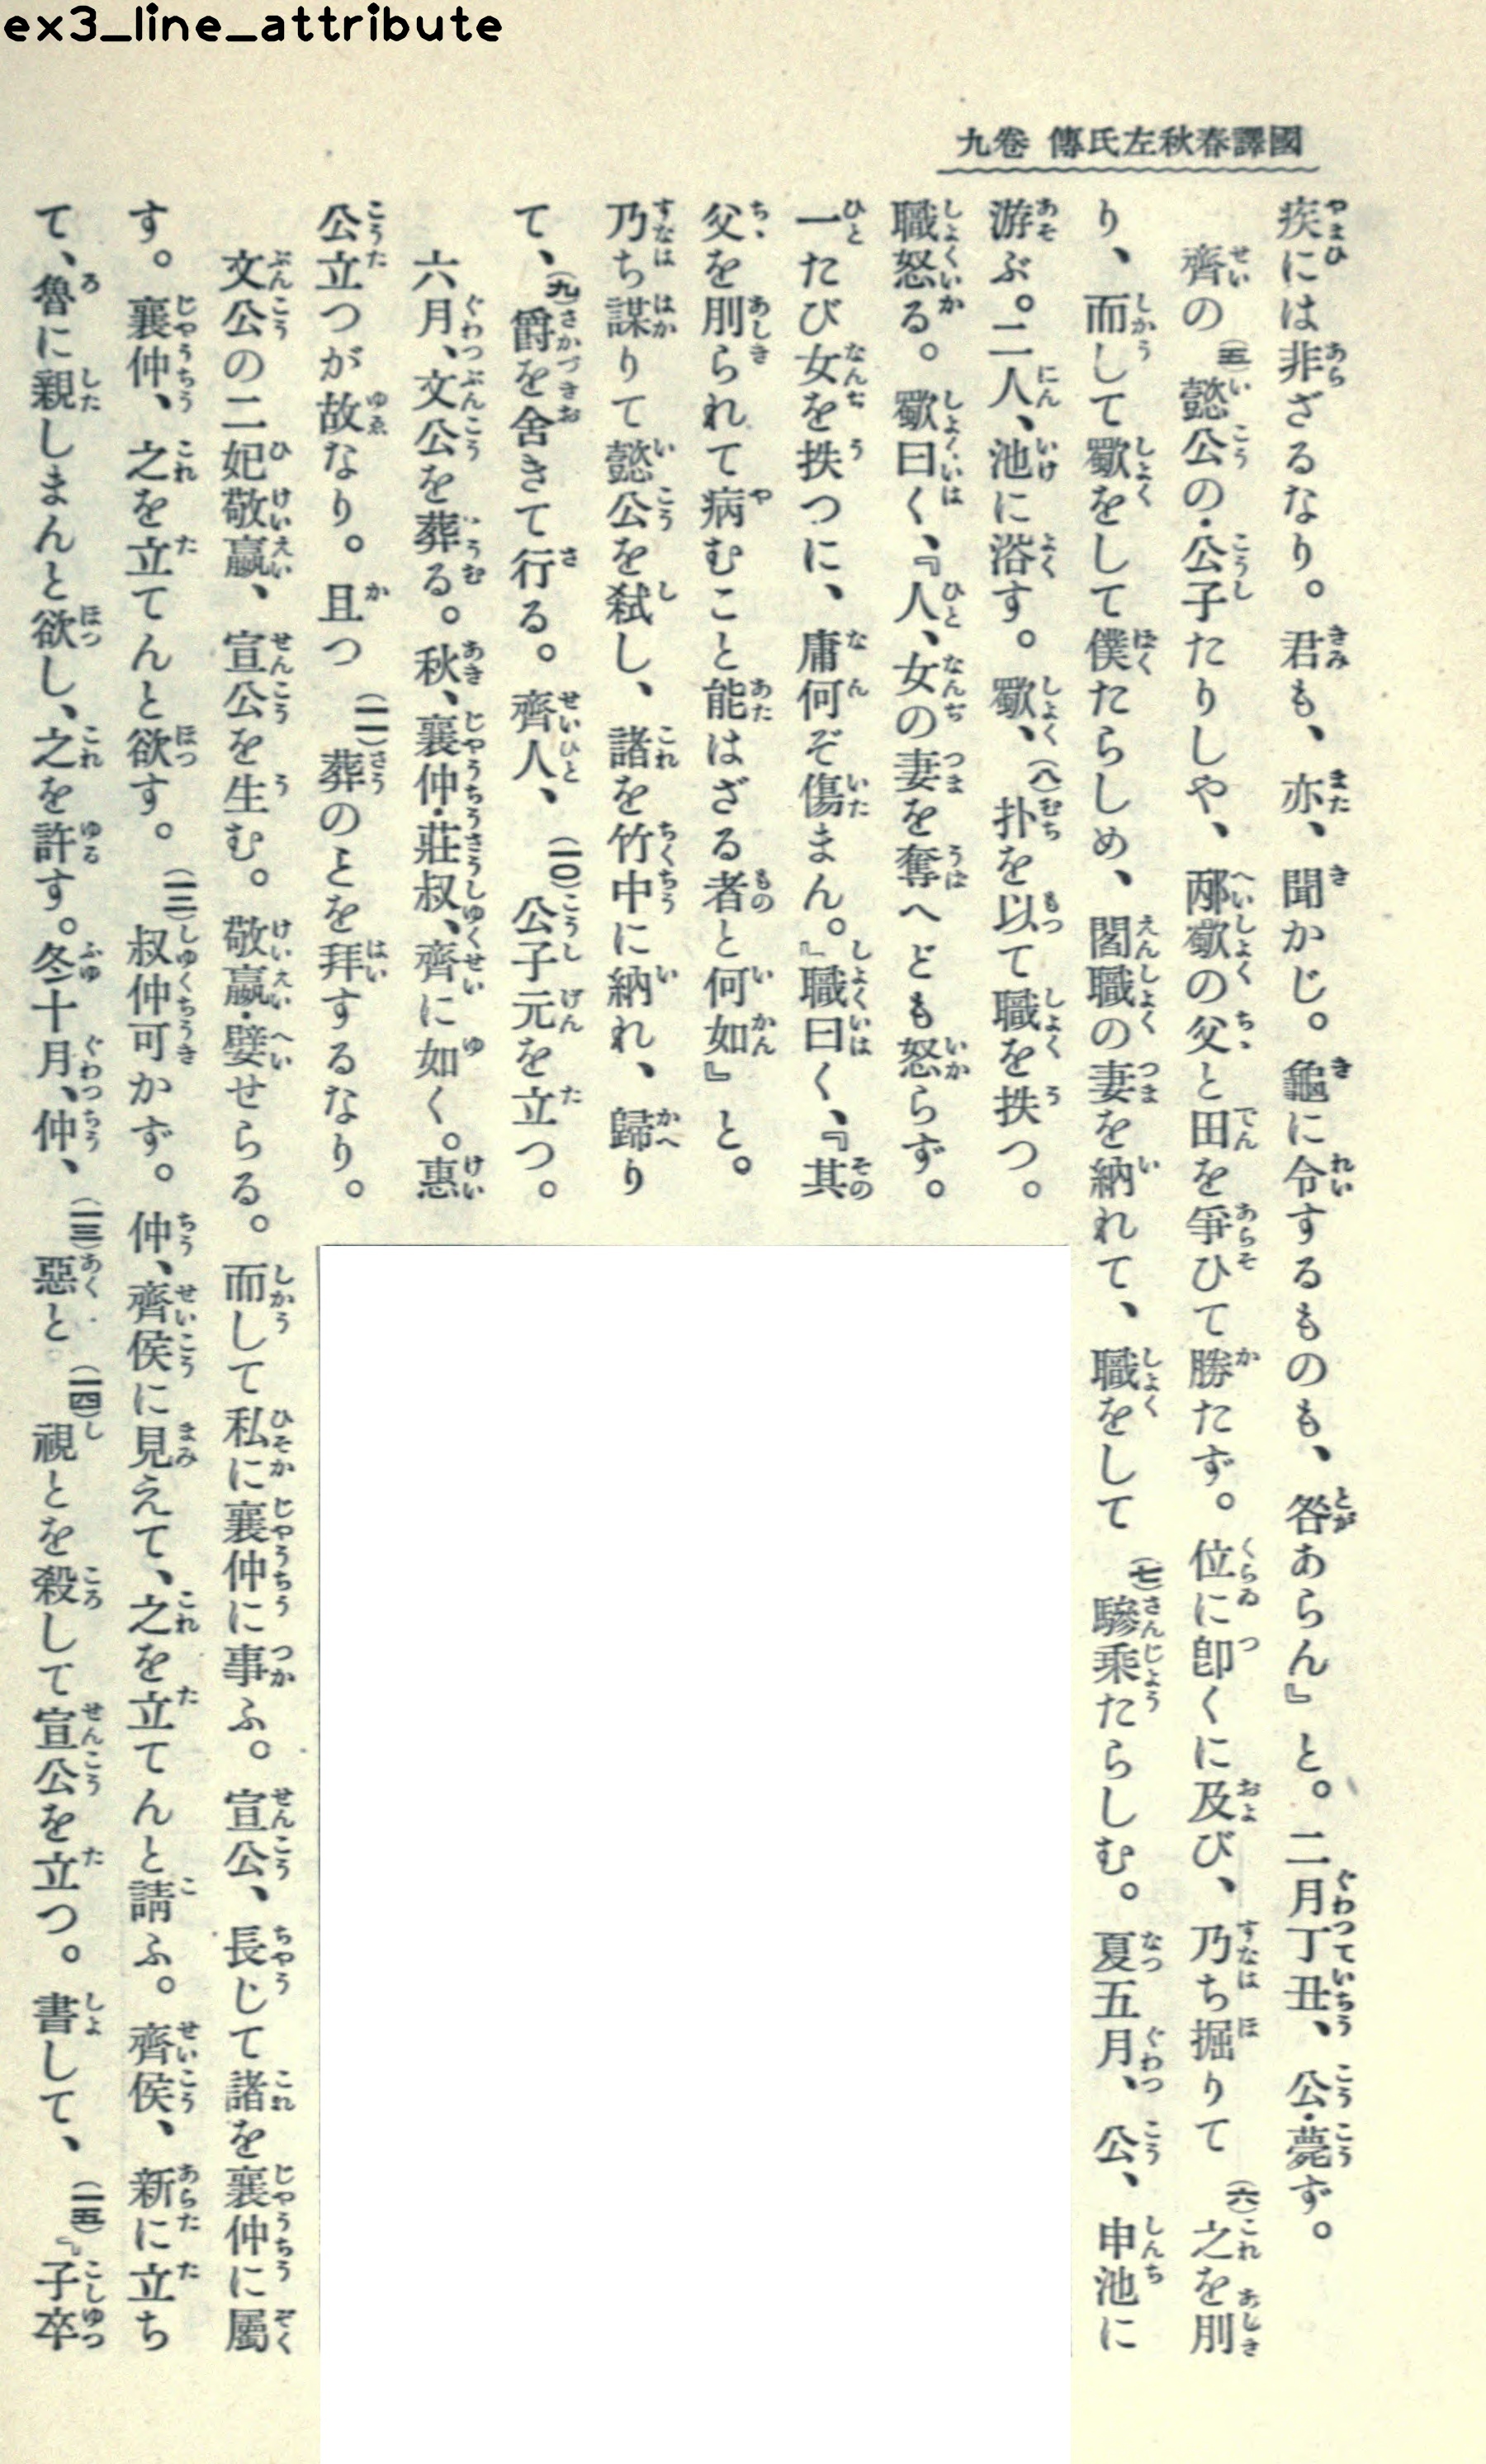 ex3_line_attribute
國譯春秋左氏傳 卷九
疾には非ざるなり。君も、亦、聞かじ。龜に令するものも、咎あらん』と。二月丁丑、公・薨ず。
齊の(五)懿公の・公子たりしや、邴歜の父と田を爭ひて勝たず。位に卽くに及び、乃ち掘りて(六)之を刖
り、而して歜をして僕たらしめ、閻職の妻を納れて、職をして(七)驂乘たらしむ。夏五月、公、申池に
游ぶ。二人、池に浴す。歜、(八)扑を以て職を抶つ。
職怒る。歜曰く、『人、女の妻を奪へども怒らず。
一たび女を抶つに、庸何ぞ傷まん。』職曰く、『其
父を刖られて病むこと能はざる者と何如』と。
乃ち謀りて懿公を弑し、諸を竹中に納れ、歸り
て、(九)爵を舍きて行る。齊人、(一〇)公子元を立つ。
六月、文公を葬る。秋、襄仲・莊叔、齊に如く。惠
公立つが故なり。且つ(一一)葬のとを拜するなり。
文公の二妃敬嬴、宣公を生む。敬嬴・嬖せらる。而して私に襄仲に事ふ。宣公、長じて諸を襄仲に屬
す。襄仲、之を立てんと欲す。(一二)叔仲可かず。仲、齊侯に見えて、之を立てんと請ふ。齊侯、新に立ち
て、魯に親しまんと欲し、之を許す。冬十月、仲、(一三)惡と(一四)視とを殺して宣公を立つ。書して、(一五)『子卒